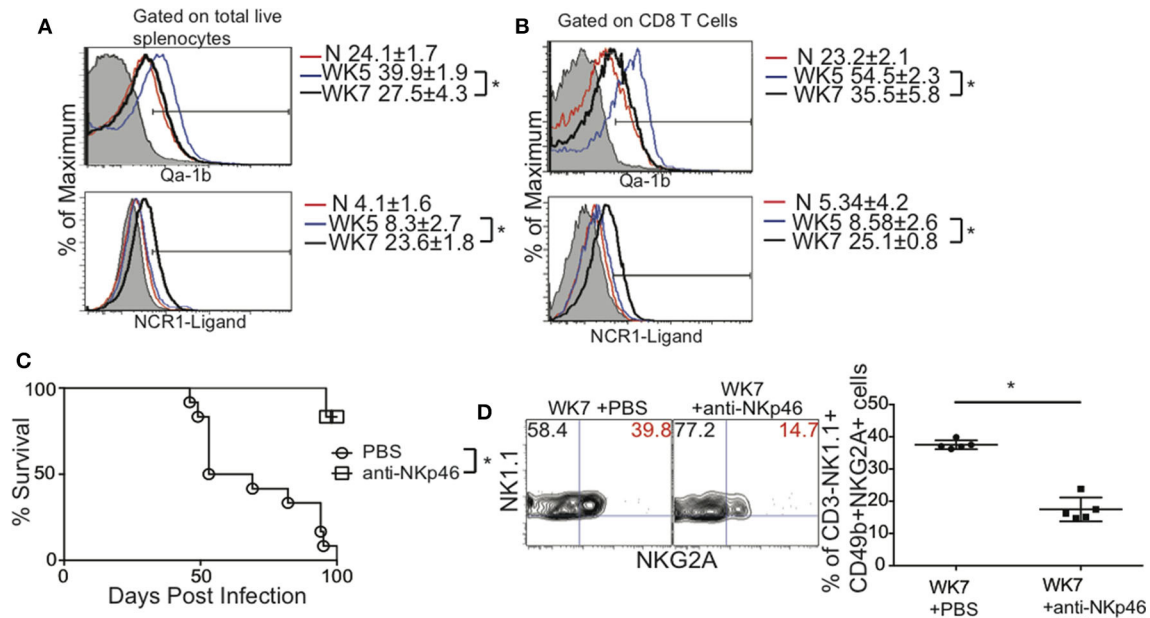 A
Gated on total live
splenocytes
N 24.1±1.7
WK5 39.9±1.9
WK7 27.5±4.3
*
Qa-1b
N 4.1±1.6
WK5 8.3±2.7
WK7 23.6±1.8
*
NCR1-Ligand
% of Maximum
B
Gated on CD8 T Cells
N 23.2±2.1
WK5 54.5±2.3
WK7 35.5±5.8
*
Qa-1b
N 5.34±4.2
WK5 8.58±2.6
WK7 25.1±0.8
*
NCR1-Ligand
% of Maximum
C
100
50
0
% Survival
0 50 100
Days Post Infection
PBS
anti-NKp46
*
D
WK7 +PBS
WK7
+anti-NKp46
58.4 39.8
77.2 14.7
NK1.1
NKG2A
% of CD3-NK1.1+
CD49b+NKG2A+ cells
50
40
30
20
10
0
*
WK7
+PBS
WK7
+anti-NKp46